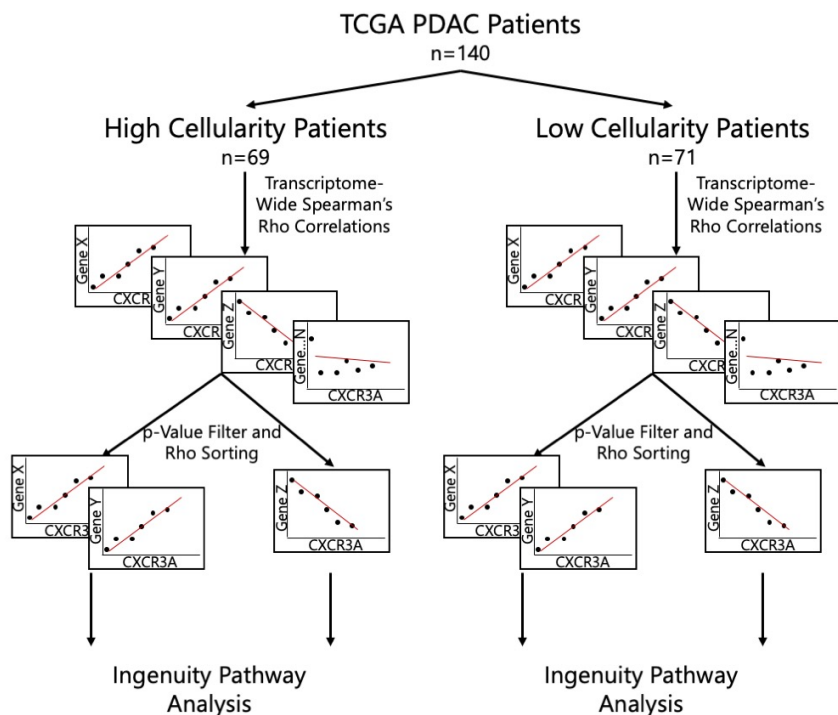 TCGA PDAC Patients
n=140
High Cellularity Patients
n=69
Low Cellularity Patients
n=71
Transcriptome-
Wide Spearman's
Rho Correlations
Transcriptome-
Wide Spearman's
Rho Correlations
Gene X
CXCR
Gene Y
CXCR
Gene Z
CXCR
Gene...N
CXCR3A
Gene X
CXCR
Gene Y
CXCR
Gene Z
CXCR
Gene...N
CXCR3A
p-Value Filter and
Rho Sorting
p-Value Filter and
Rho Sorting
Gene X
CXCR3
Gene Y
CXCR3A
Gene Z
CXCR3A
Gene X
CXCR3
Gene Y
CXCR3A
Gene Z
CXCR3A
Ingenuity Pathway
Analysis
Ingenuity Pathway
Analysis